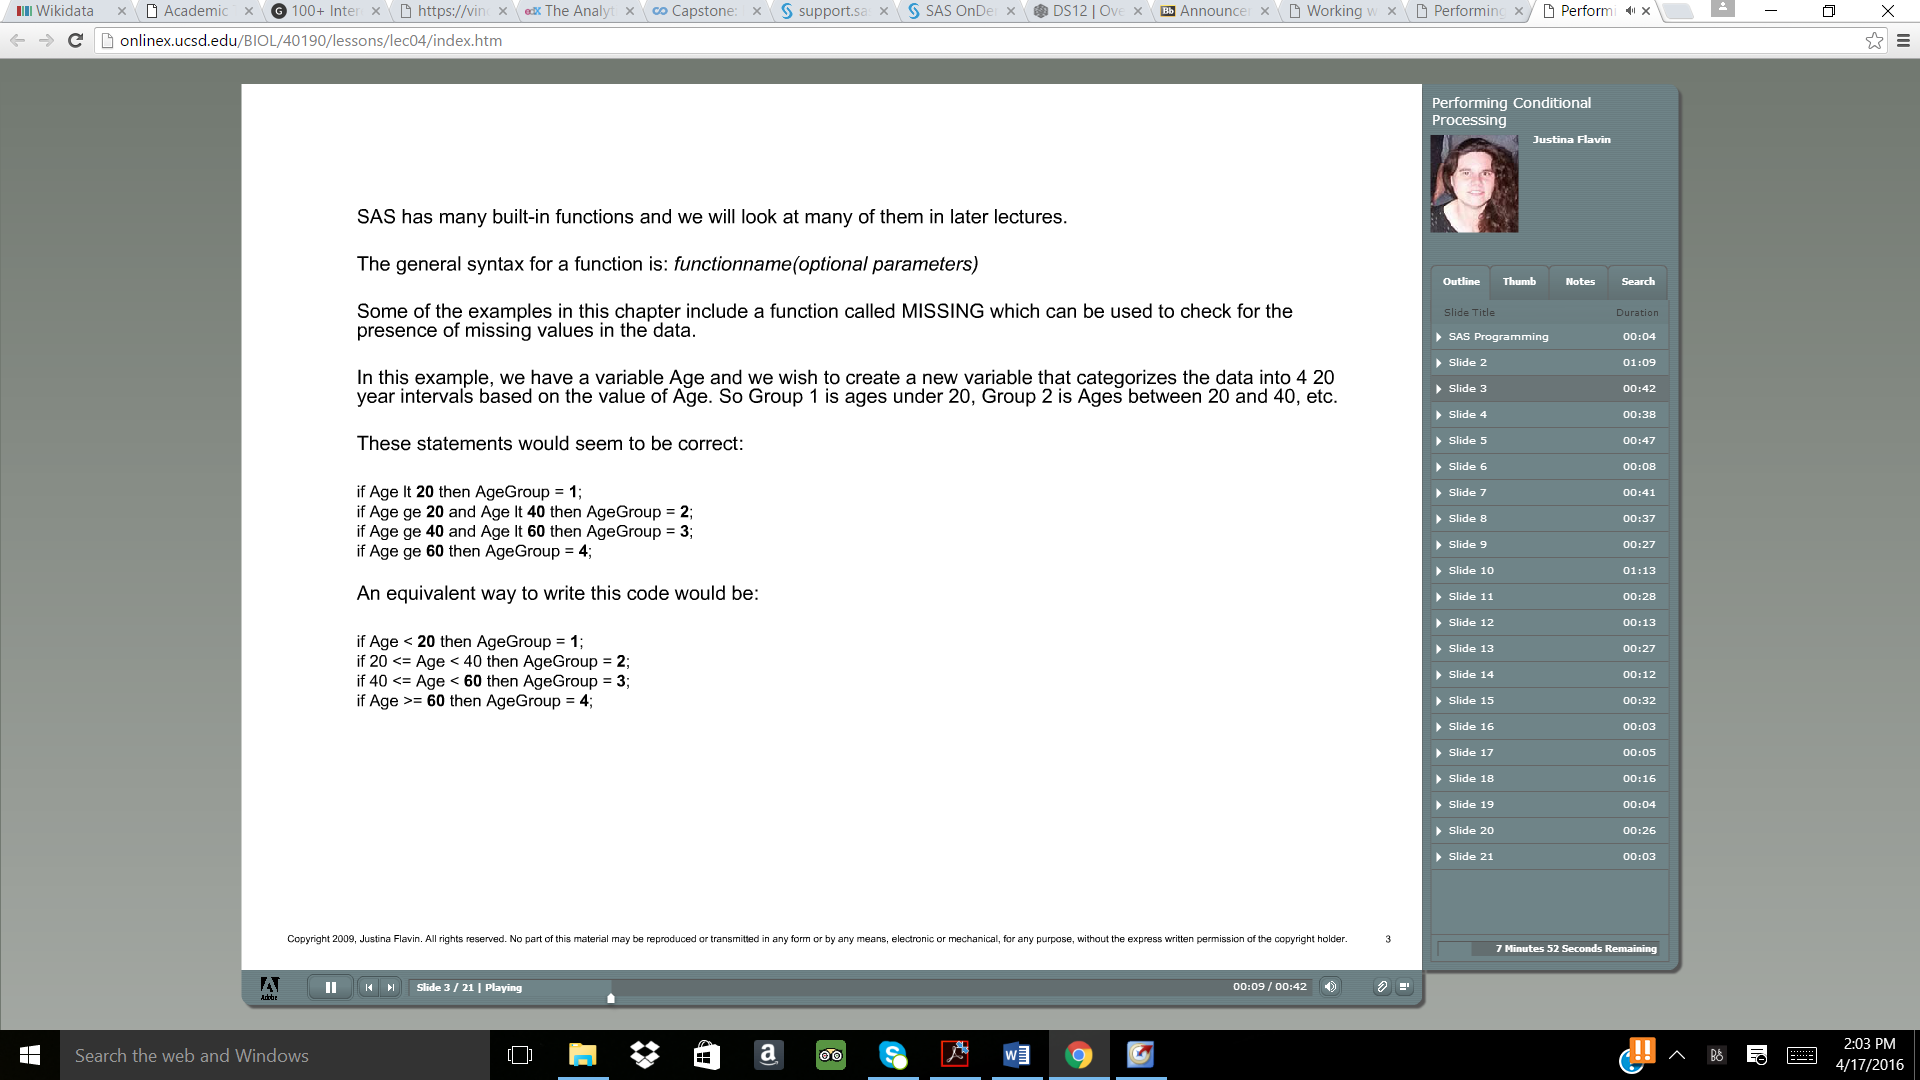 Wikidata
Academic
100+ Inter
https://vin
The Analyt
Capstone:
support.sa
SAS OnDe
DS12 | Ove
Announce
Working w
Performing
Performi
onlinex.ucsd.edu/BIOL/40190/lessons/lec04/index.htm
SAS has many built-in functions and we will look at many of them in later lectures.
The general syntax for a function is: functionname(optional parameters)
Some of the examples in this chapter include a function called MISSING which can be used to check for the
presence of missing values in the data.
In this example, we have a variable Age and we wish to create a new variable that categorizes the data into 4 20
year intervals based on the value of Age. So Group 1 is ages under 20, Group 2 is Ages between 20 and 40, etc.
These statements would seem to be correct:
if Age lt 20 then AgeGroup = 1;
if Age ge 20 and Age lt 40 then AgeGroup = 2;
if Age ge 40 and Age lt 60 then AgeGroup = 3;
if Age ge 60 then AgeGroup = 4;
An equivalent way to write this code would be:
if Age < 20 then AgeGroup = 1;
if 20 <= Age < 40 then AgeGroup = 2;
if 40 <= Age < 60 then AgeGroup = 3;
if Age >= 60 then AgeGroup = 4;
Copyright 2009, Justina Flavin. All rights reserved. No part of this material may be reproduced or transmitted in any form or by any means, electronic or mechanical, for any purpose, without the express written permission of the copyright holder.
3
Performing Conditional
Processing
Justina Flavin
Outline Thumb Notes Search
Slide Title Duration
SAS Programming 00:04
Slide 2 01:09
Slide 3 00:42
Slide 4 00:38
Slide 5 00:47
Slide 6 00:08
Slide 7 00:41
Slide 8 00:37
Slide 9 00:27
Slide 10 01:13
Slide 11 00:28
Slide 12 00:13
Slide 13 00:27
Slide 14 00:12
Slide 15 00:32
Slide 16 00:03
Slide 17 00:05
Slide 18 00:16
Slide 19 00:04
Slide 20 00:26
Slide 21 00:03
7 Minutes 52 Seconds Remaining
Adobe
Slide 3 / 21 | Playing
00:09 / 00:42
Search the web and Windows
2:03 PM
4/17/2016